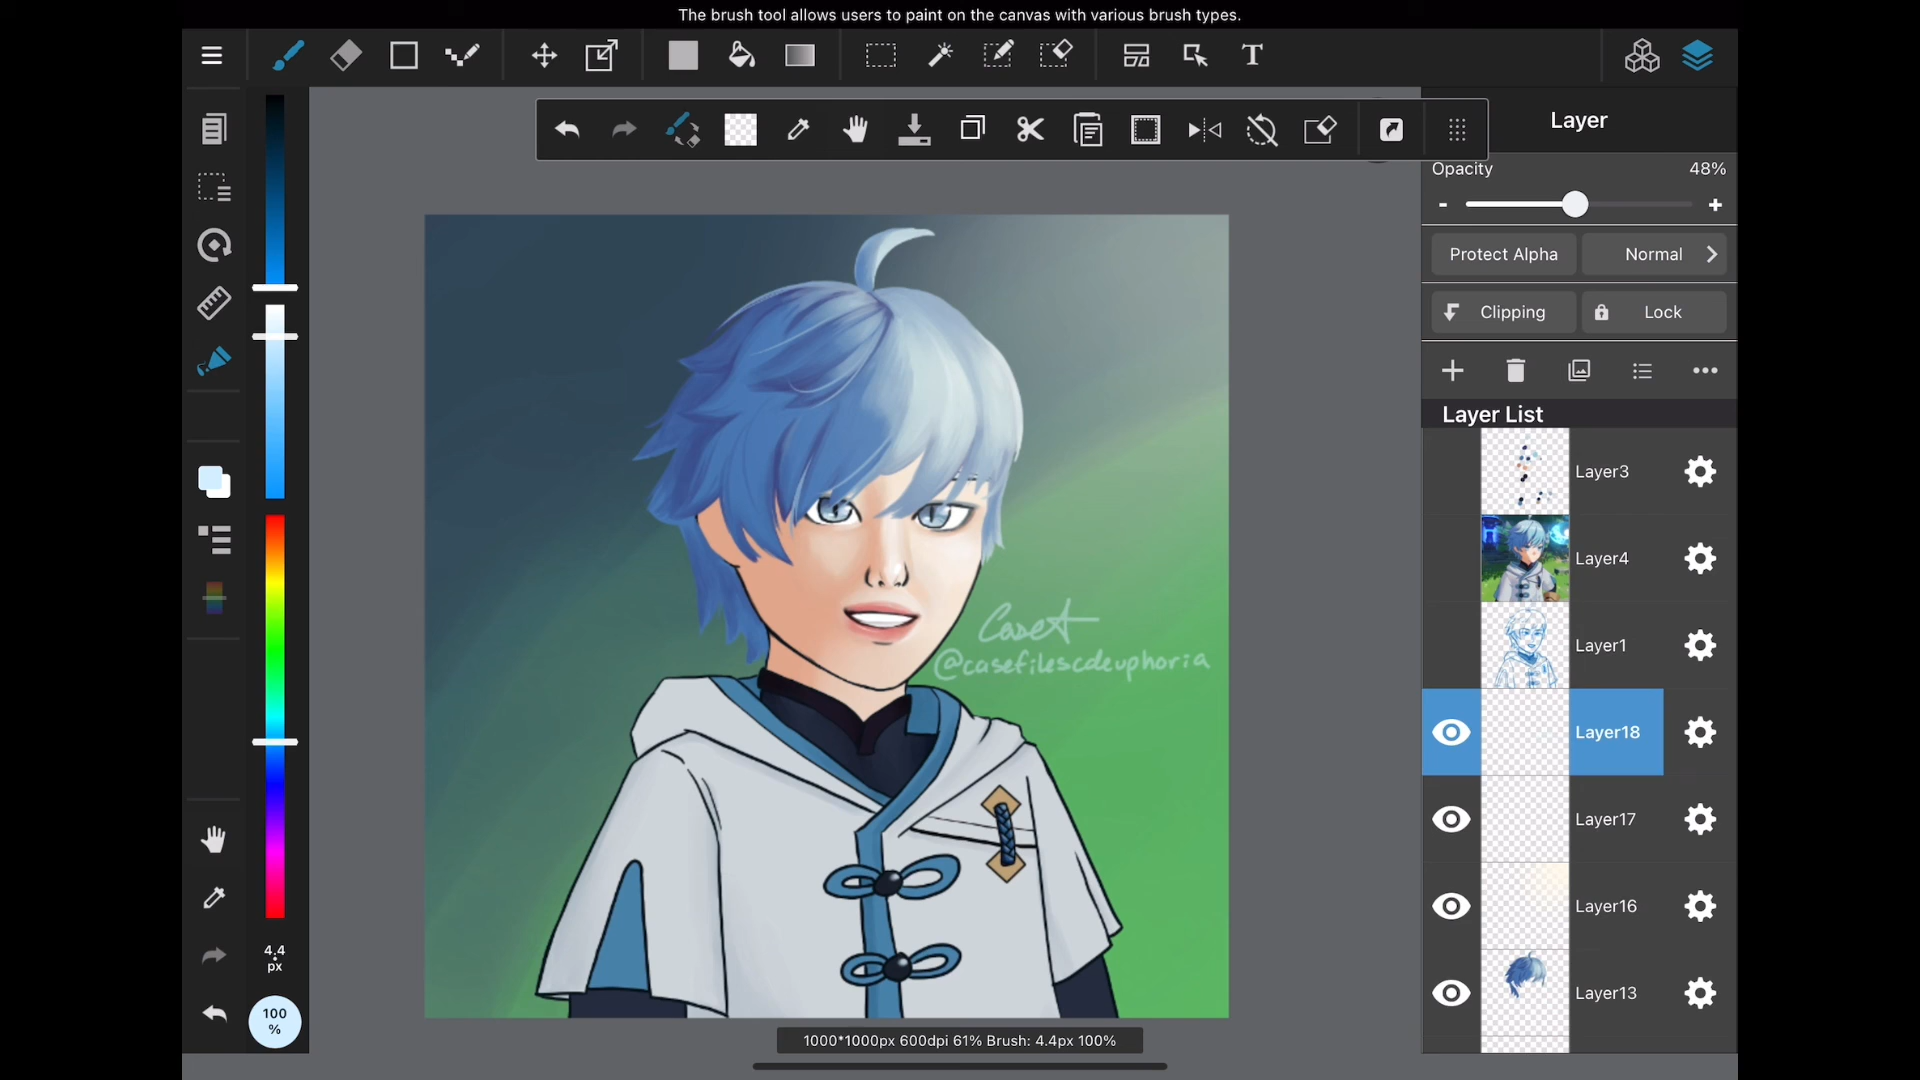 The brush tool allows users to paint on the canvas with various brush types.
T
Layer
Opacity 48%
- +
Protect Alpha Normal
Clipping Lock
Layer List
Layer3
Layer4
Layer1
Layer18
Layer17
Layer16
Layer13
CaseA
@casefilescdeuphoria
4.4
px
100
%
1000*1000px 600dpi 61% Brush: 4.4px 100%